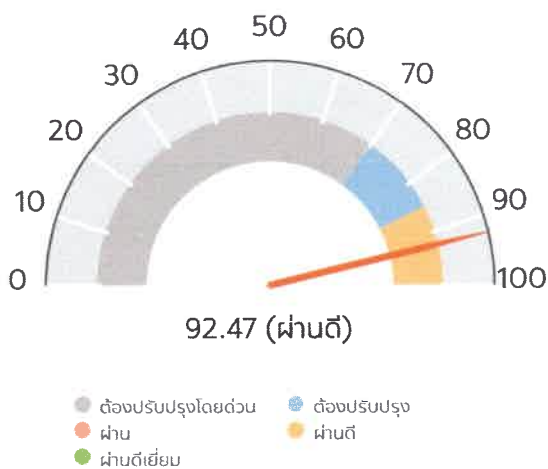 50
40 60
30 70
20 80
10 90
0 100
92.47 (ผ่านดี)
ต้องปรับปรุงโดยด่วน ต้องปรับปรุง
ผ่าน ผ่านดี
ผ่านดีเยี่ยม